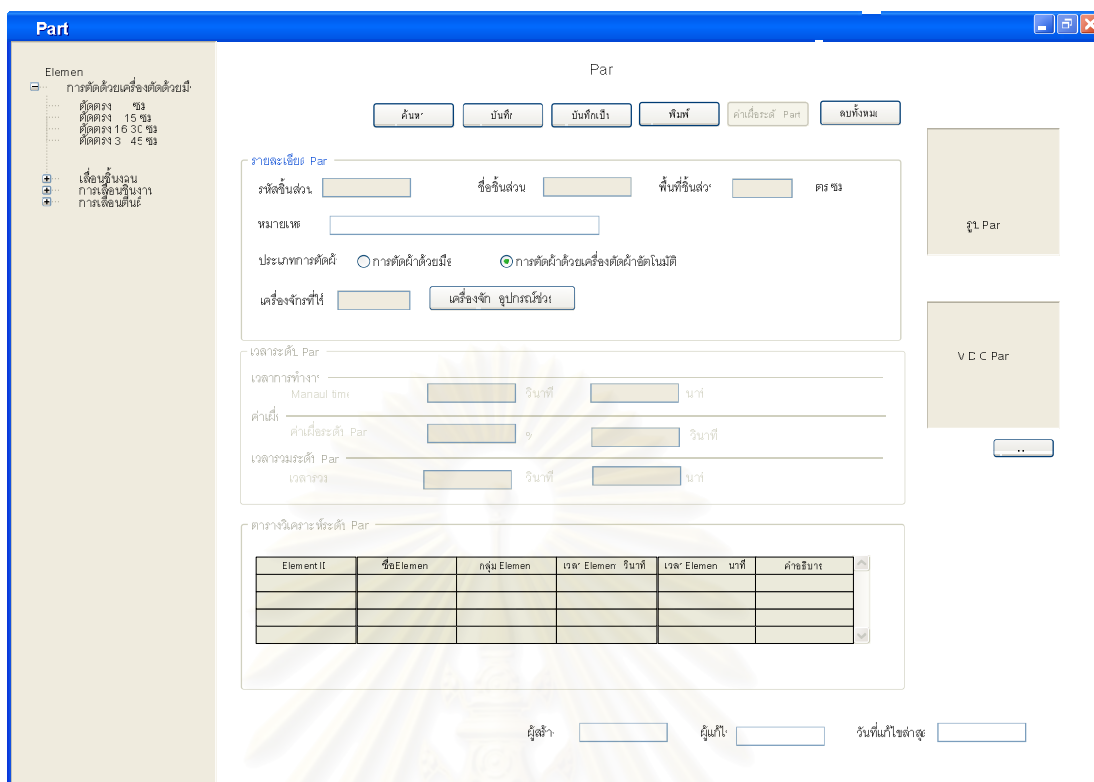 Part
Elemen
การตัดด้วยเครื่องตัดด้วยมื
ตัดตรง ซม
ตัดตรง 15 ซม
ตัดตรง 16 30 ซม
ตัดตรง 3 45 ซม
เลื่อนชิ้นงาน
การเลื่อนชิ้นงาน
การเลื่อนตีนผี
Par
ค้นหา
บันทึก
บันทึกเป็น
พิมพ์
ค่าเผื่อระดั Part
ลบทั้งหมด
รายละเอียด Par
รหัสชิ้นส่วน
ชื่อชิ้นส่วน
พื้นที่ชิ้นส่ว
ตร ซม
หมายเหต
ประเภทการตัดผ้
การตัดผ้าด้วยมือ
การตัดผ้าด้วยเครื่องตัดผ้าอัตโนมัติ
เครื่องจักรที่ใช้
เครื่องจัก อุปกรณ์ช่วย
รูป Par
V D C Par
..
เวลาระดับ Par
เวลาการทำงา
Manaul time
วินาที
นาที
ค่าเผื่
ค่าเผื่อระดับ Par
%
วินาที
เวลารวมระดับ Par
เวลารวม
วินาที
นาที
ตารางวิเคราะห์ระดับ Par
Element ID
ชื่อ Elemen
กลุ่ม Elemen
เวลา Elemen วินาที
เวลา Elemen นาที
คำอธิบาย
ผู้สร้า
ผู้แก้ไ
วันที่แก้ไขล่าสุด